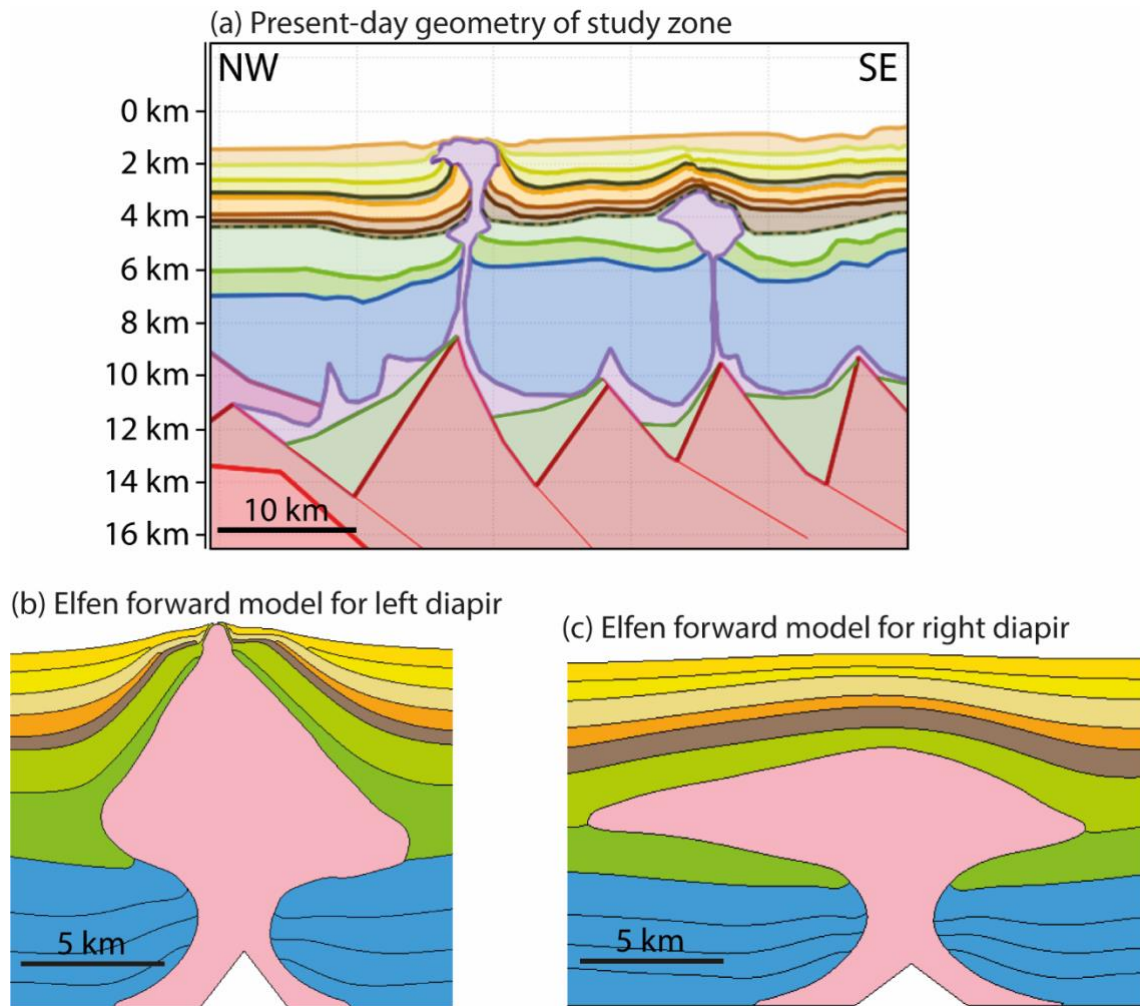 (a) Present-day geometry of study zone
NW
SE
0 km
2 km
4 km
6 km
8 km
10 km
12 km
14 km
16 km
10 km
(b) Elfen forward model for left diapir
(c) Elfen forward model for right diapir
5 km
5 km